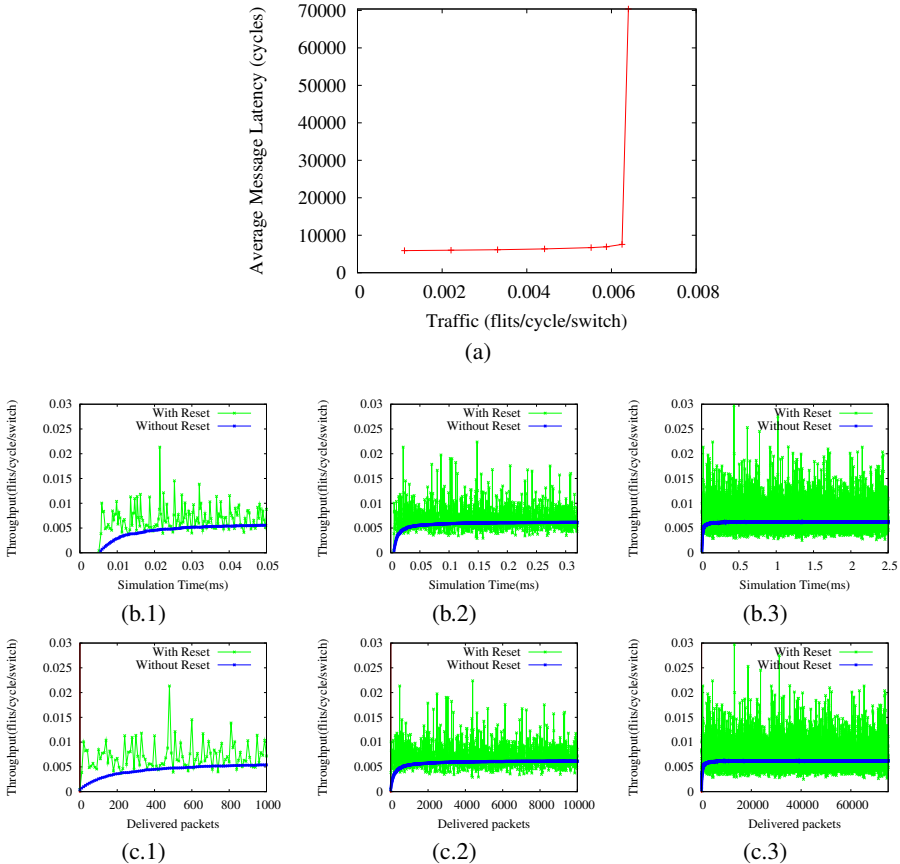 70000
60000
50000
40000
30000
20000
10000
0
Average Message Latency (cycles)
0 0.002 0.004 0.006 0.008
Traffic (flits/cycle/switch)
(a)
0.03
0.025
0.02
0.015
0.01
0.005
0
Throughput(flits/cycle/switch)
With Reset
Without Reset
0 0.01 0.02 0.03 0.04 0.05
Simulation Time(ms)
(b.1)
0.03
0.025
0.02
0.015
0.01
0.005
0
Throughput(flits/cycle/switch)
With Reset
Without Reset
0 0.05 0.1 0.15 0.2 0.25 0.3
Simulation Time(ms)
(b.2)
0.03
0.025
0.02
0.015
0.01
0.005
0
Throughput(flits/cycle/switch)
With Reset
Without Reset
0 0.5 1 1.5 2 2.5
Simulation Time(ms)
(b.3)
0.03
0.025
0.02
0.015
0.01
0.005
0
Throughput(flits/cycle/switch)
With Reset
Without Reset
0 200 400 600 800 1000
Delivered packets
(c.1)
0.03
0.025
0.02
0.015
0.01
0.005
0
Throughput(flits/cycle/switch)
With Reset
Without Reset
0 2000 4000 6000 8000 10000
Delivered packets
(c.2)
0.03
0.025
0.02
0.015
0.01
0.005
0
Throughput(flits/cycle/switch)
With Reset
Without Reset
0 20000 40000 60000
Delivered packets
(c.3)